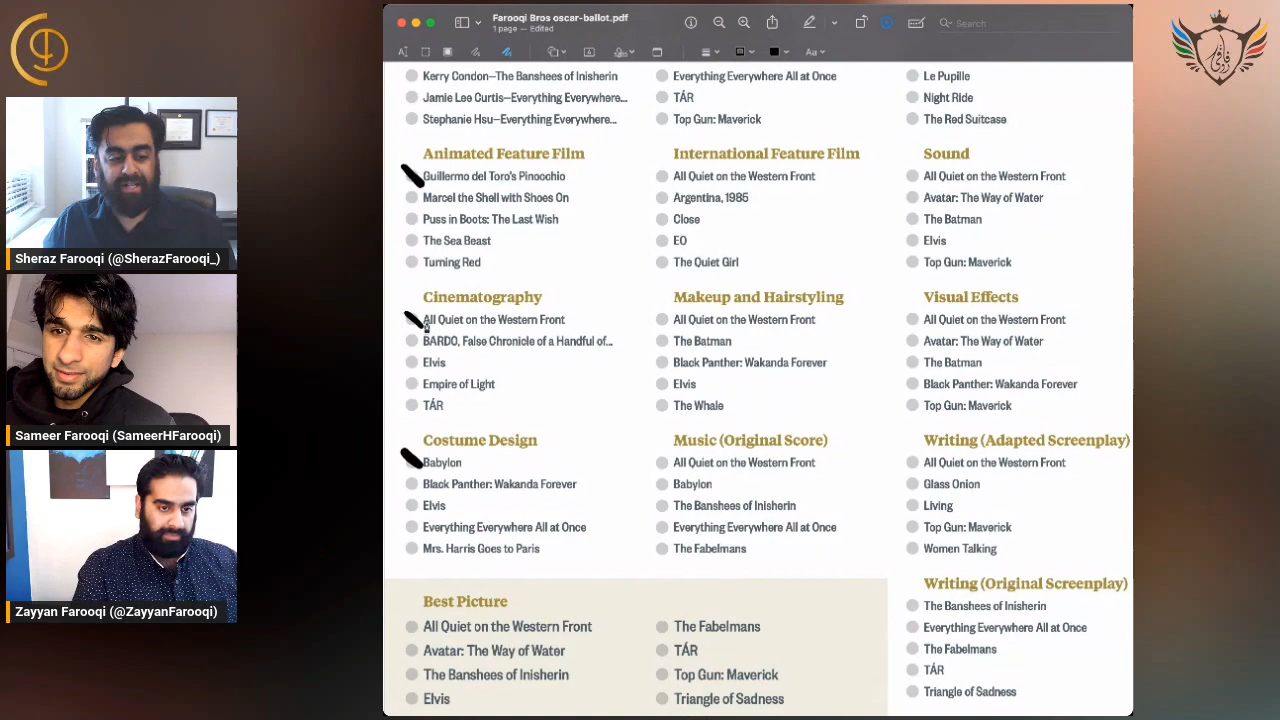 Farooqi Bros oscar-ballot.pdf
1 page — Edited
Search
Aa
Sheraz Farooqi (@SherazFarooqi_)
Sameer Farooqi (SameerHFarooqi)
Zayyan Farooqi (@ZayyanFarooqi)
Kerry Condon—The Banshees of Inisherin
Jamie Lee Curtis—Everything Everywhere...
Stephanie Hsu—Everything Everywhere...
Animated Feature Film
Guillermo del Toro's Pinocchio
Marcel the Shell with Shoes On
Puss in Boots: The Last Wish
The Sea Beast
Turning Red
Cinematography
All Quiet on the Western Front
BARDO, False Chronicle of a Handful of...
Elvis
Empire of Light
TÁR
Costume Design
Babylon
Black Panther: Wakanda Forever
Elvis
Everything Everywhere All at Once
Mrs. Harris Goes to Paris
Everything Everywhere All at Once
TÁR
Top Gun: Maverick
International Feature Film
All Quiet on the Western Front
Argentina, 1985
Close
EO
The Quiet Girl
Makeup and Hairstyling
All Quiet on the Western Front
The Batman
Black Panther: Wakanda Forever
Elvis
The Whale
Music (Original Score)
All Quiet on the Western Front
Babylon
The Banshees of Inisherin
Everything Everywhere All at Once
The Fabelmans
Best Picture
All Quiet on the Western Front
Avatar: The Way of Water
The Banshees of Inisherin
Elvis
The Fabelmans
TÁR
Top Gun: Maverick
Triangle of Sadness
Le Pupille
Night Ride
The Red Suitcase
Sound
All Quiet on the Western Front
Avatar: The Way of Water
The Batman
Elvis
Top Gun: Maverick
Visual Effects
All Quiet on the Western Front
Avatar: The Way of Water
The Batman
Black Panther: Wakanda Forever
Top Gun: Maverick
Writing (Adapted Screenplay)
All Quiet on the Western Front
Glass Onion
Living
Top Gun: Maverick
Women Talking
Writing (Original Screenplay)
The Banshees of Inisherin
Everything Everywhere All at Once
The Fabelmans
TÁR
Triangle of Sadness